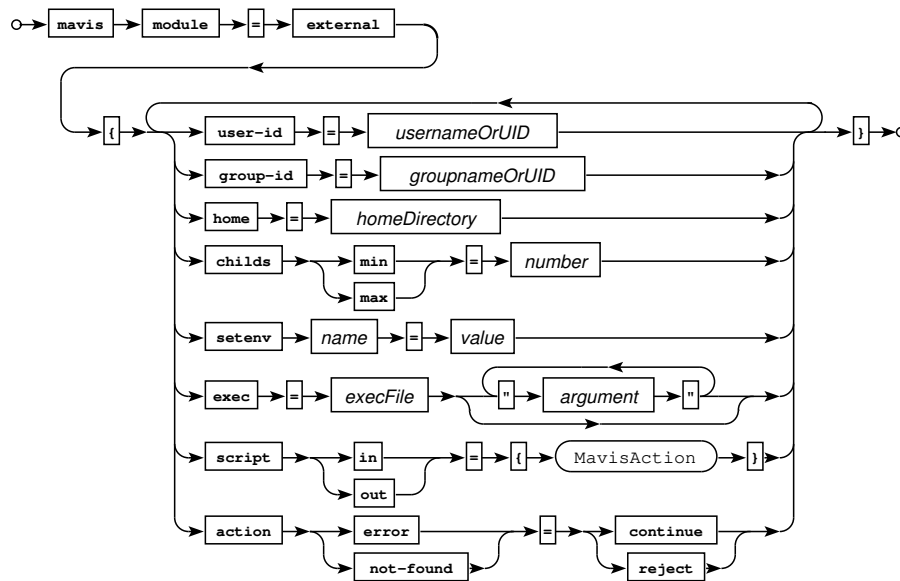 mavis module = external
{ user-id = usernameOrUID }
group-id = groupnameOrUID
home = homeDirectory
childs min = number
max
setenv name = value
exec = execFile " argument "
script in = { MavisAction }
out
action error = continue
not-found reject